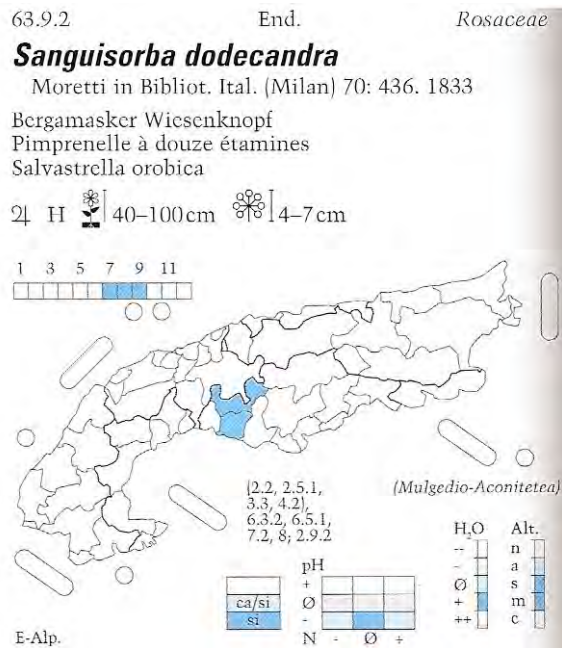 63.9.2 End. Rosaceae
Sanguisorba dodecandra
Moretti in Bibliot. Ital. (Milan) 70: 436. 1833
Bergamasker Wiesenknopf
Pimprenelle à douze étamines
Salvastrella orobica
♃ H 40–100cm 4–7cm
1 3 5 7 9 11
(2.2, 2.5.1,
3.3, 4.2),
6.3.2, 6.5.1,
7.2, 8; 2.9.2
(Mulgedio-Aconitetea)
H₂O Alt.
-- n
- a
Ø s
+ m
++ c
pH
+
ca/si Ø
si -
E-Alp. N - Ø +